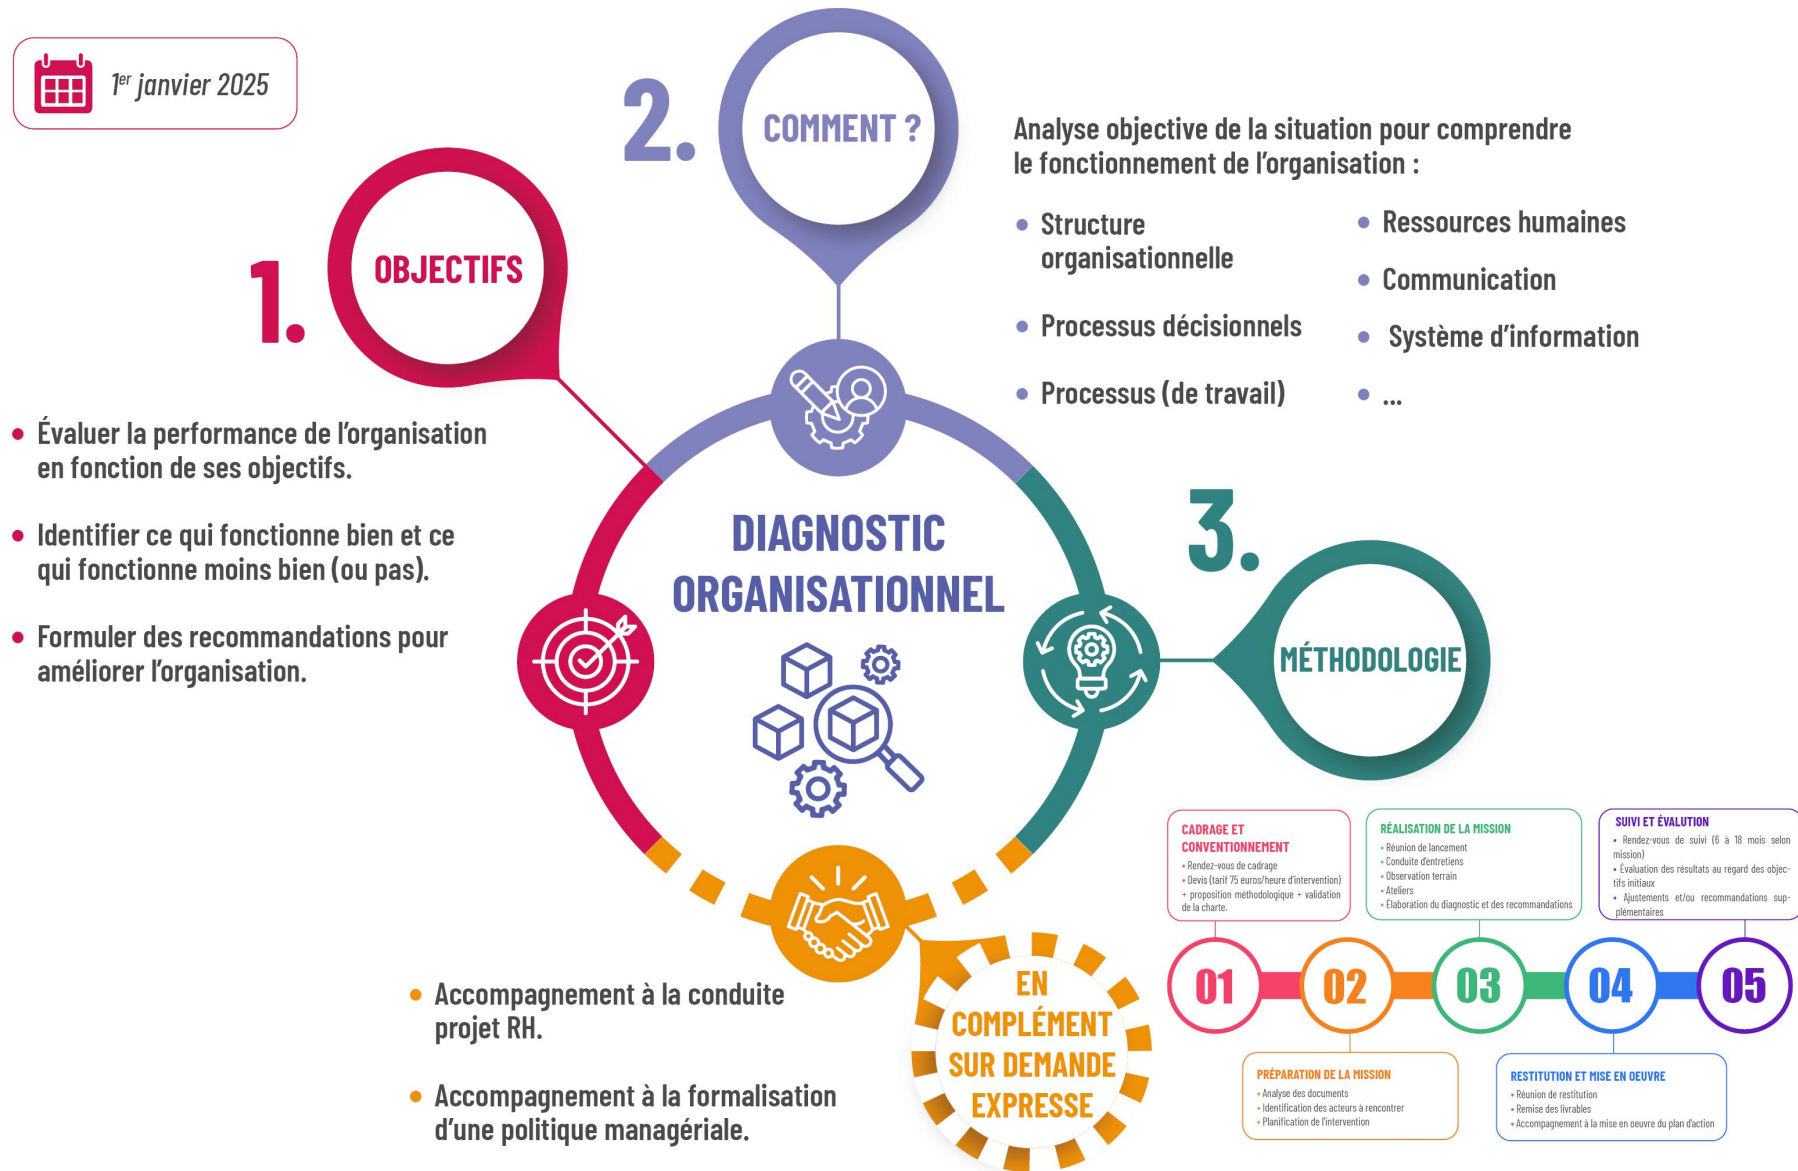 1er janvier 2025
1.
OBJECTIFS
• Évaluer la performance de l'organisation
en fonction de ses objectifs.
• Identifier ce qui fonctionne bien et ce
qui fonctionne moins bien (ou pas).
• Formuler des recommandations pour
améliorer l'organisation.
2.
COMMENT ?
Analyse objective de la situation pour comprendre
le fonctionnement de l'organisation :
• Structure
organisationnelle
• Processus décisionnels
• Processus (de travail)
• Ressources humaines
• Communication
• Système d'information
• ...
DIAGNOSTIC
ORGANISATIONNEL
3.
MÉTHODOLOGIE
CADRAGE ET
CONVENTIONNEMENT
• Rendez-vous de cadrage
• Devis (tarif 75 euros/heure d'intervention)
+ proposition méthodologique + validation
de la charte.
01
PRÉPARATION DE LA MISSION
• Analyse des documents
• Identification des acteurs à rencontrer
• Planification de l'intervention
02
RÉALISATION DE LA MISSION
• Réunion de lancement
• Conduite d'entretiens
• Observation terrain
• Ateliers
• Élaboration du diagnostic et des recommandations
03
RESTITUTION ET MISE EN OEUVRE
• Réunion de restitution
• Remise des livrables
• Accompagnement à la mise en oeuvre du plan d'action
04
SUIVI ET ÉVALUTION
• Rendez-vous de suivi (6 à 18 mois selon
mission)
• Évaluation des résultats au regard des objec-
tifs initiaux
• Ajustements et/ou recommandations sup-
plémentaires
05
EN
COMPLÉMENT
SUR DEMANDE
EXPRESSE
• Accompagnement à la conduite
projet RH.
• Accompagnement à la formalisation
d'une politique managériale.